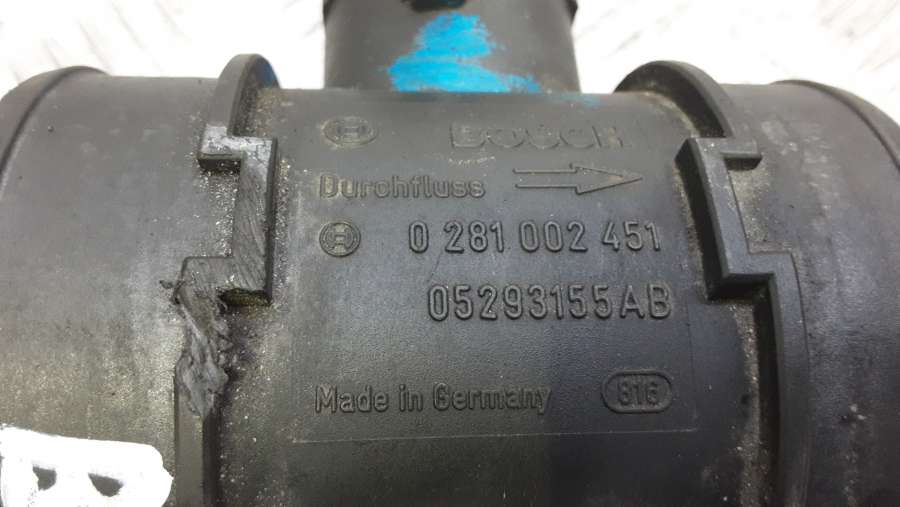 BOSCH
Durchfluss
0 281 002 451
05293155AB
Made in Germany 816